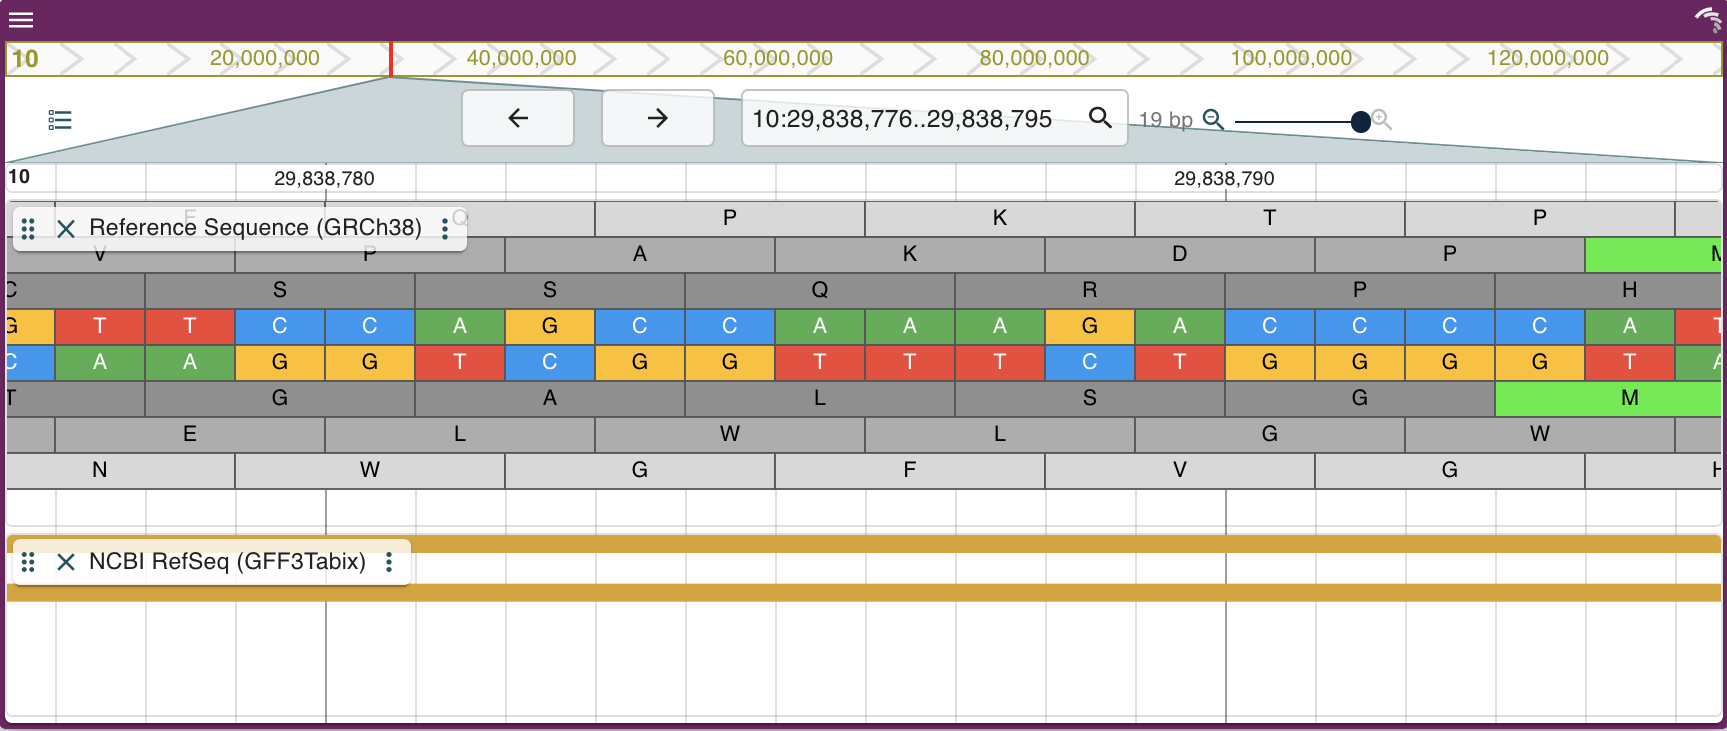 10 20,000,000 40,000,000 60,000,000 80,000,000 100,000,000 120,000,000
10:29,838,776..29,838,795 19 bp
10 29,838,780 29,838,790
Reference Sequence (GRCh38)
F Q P K T P
V P A K D P M
C S S Q R P H
G T T C C A G C C A A A G A C C C C A T
C A A G G T C G G T T T C T G G G G T A
T G A L S G M
E L W L G W
N W G F V G H
NCBI RefSeq (GFF3Tabix)